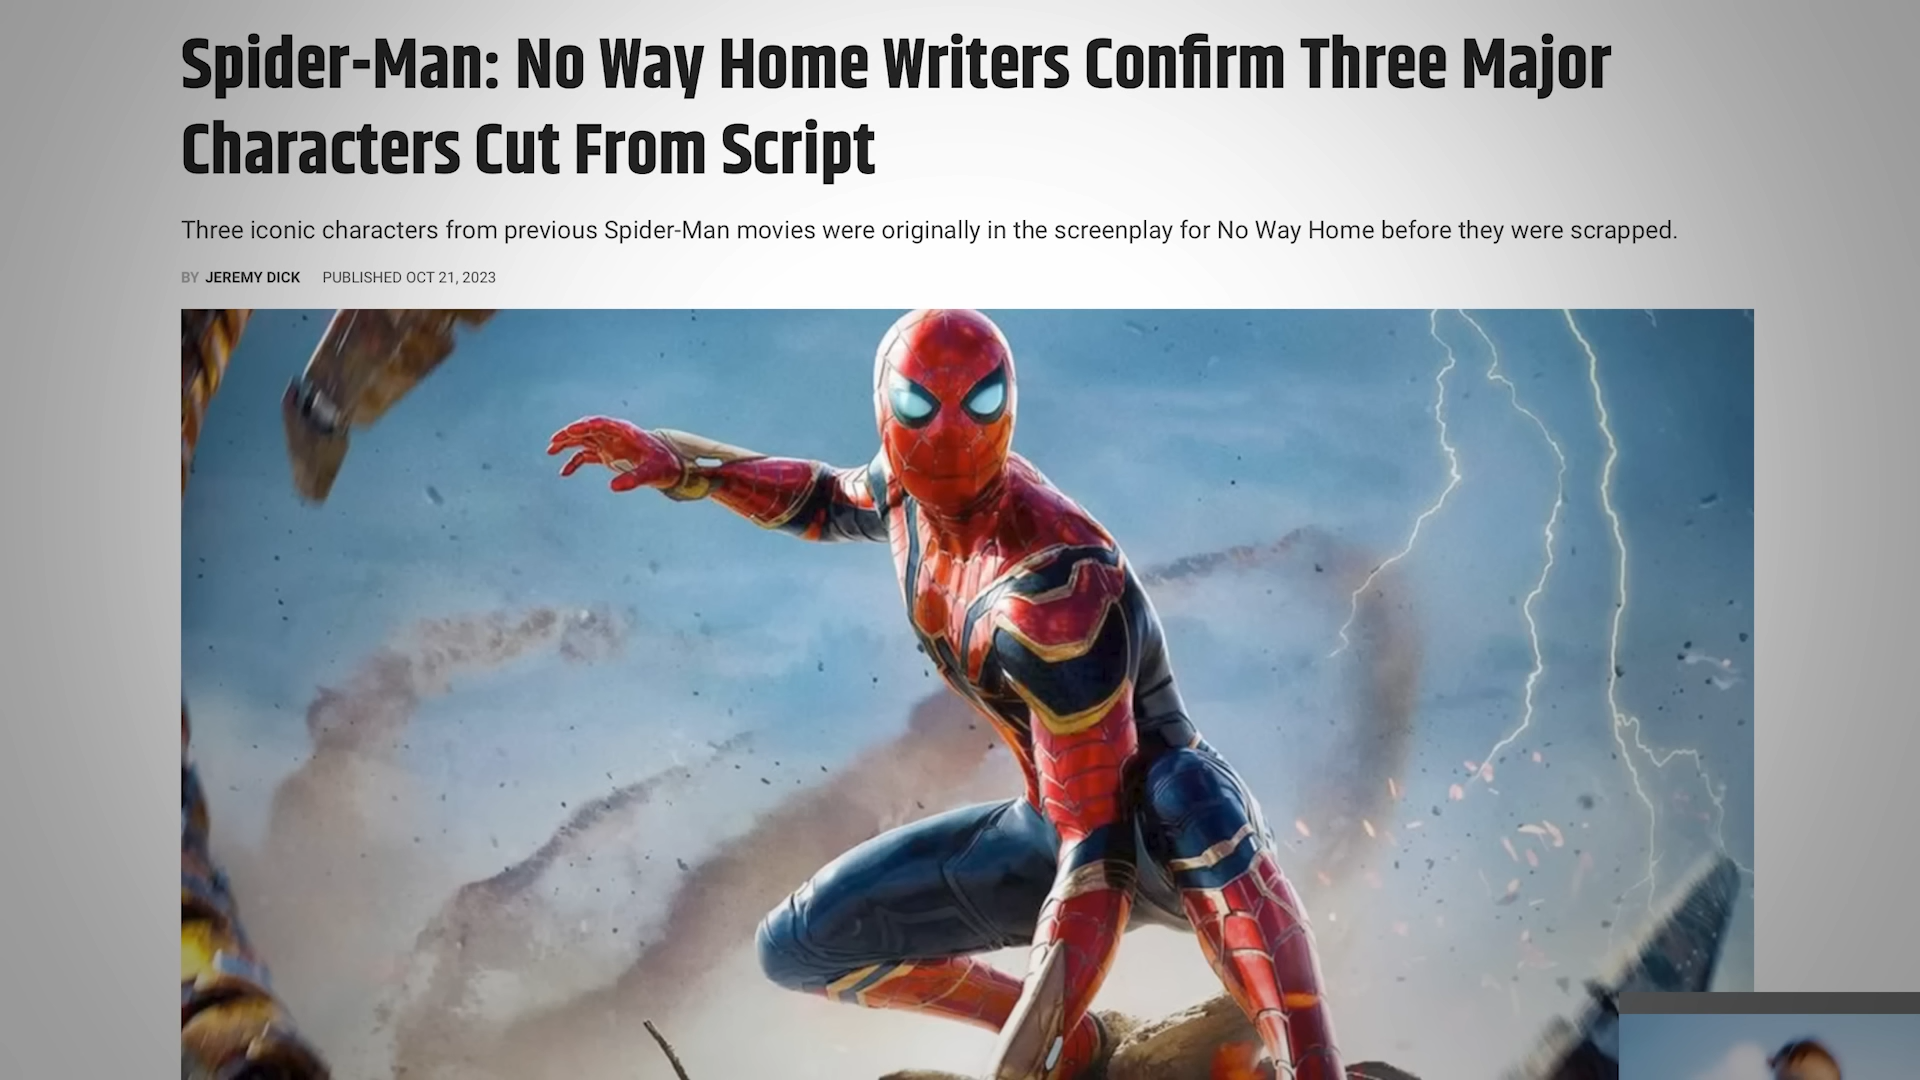 Spider-Man: No Way Home Writers Confirm Three Major
Characters Cut From Script
Three iconic characters from previous Spider-Man movies were originally in the screenplay for No Way Home before they were scrapped.
BY JEREMY DICK PUBLISHED OCT 21, 2023